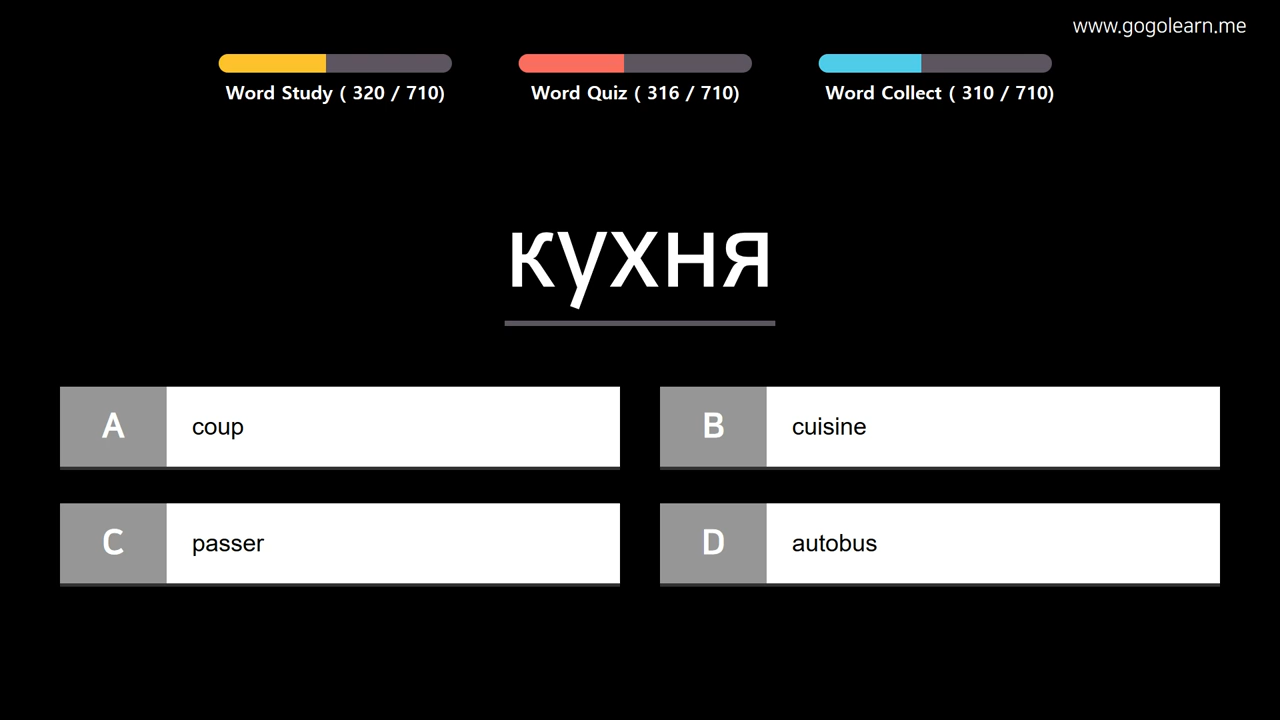 www.gogolearn.me
Word Study ( 320 / 710)
Word Quiz ( 316 / 710)
Word Collect ( 310 / 710)
кухня
A
coup
B
cuisine
C
passer
D
autobus